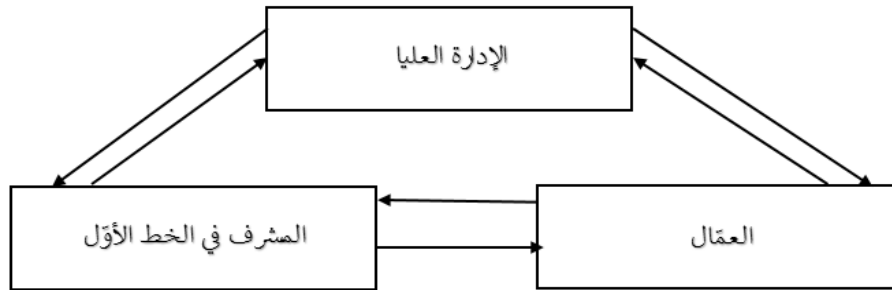 الإدارة العليا
العمّال
المشرف في الخط الأوّل